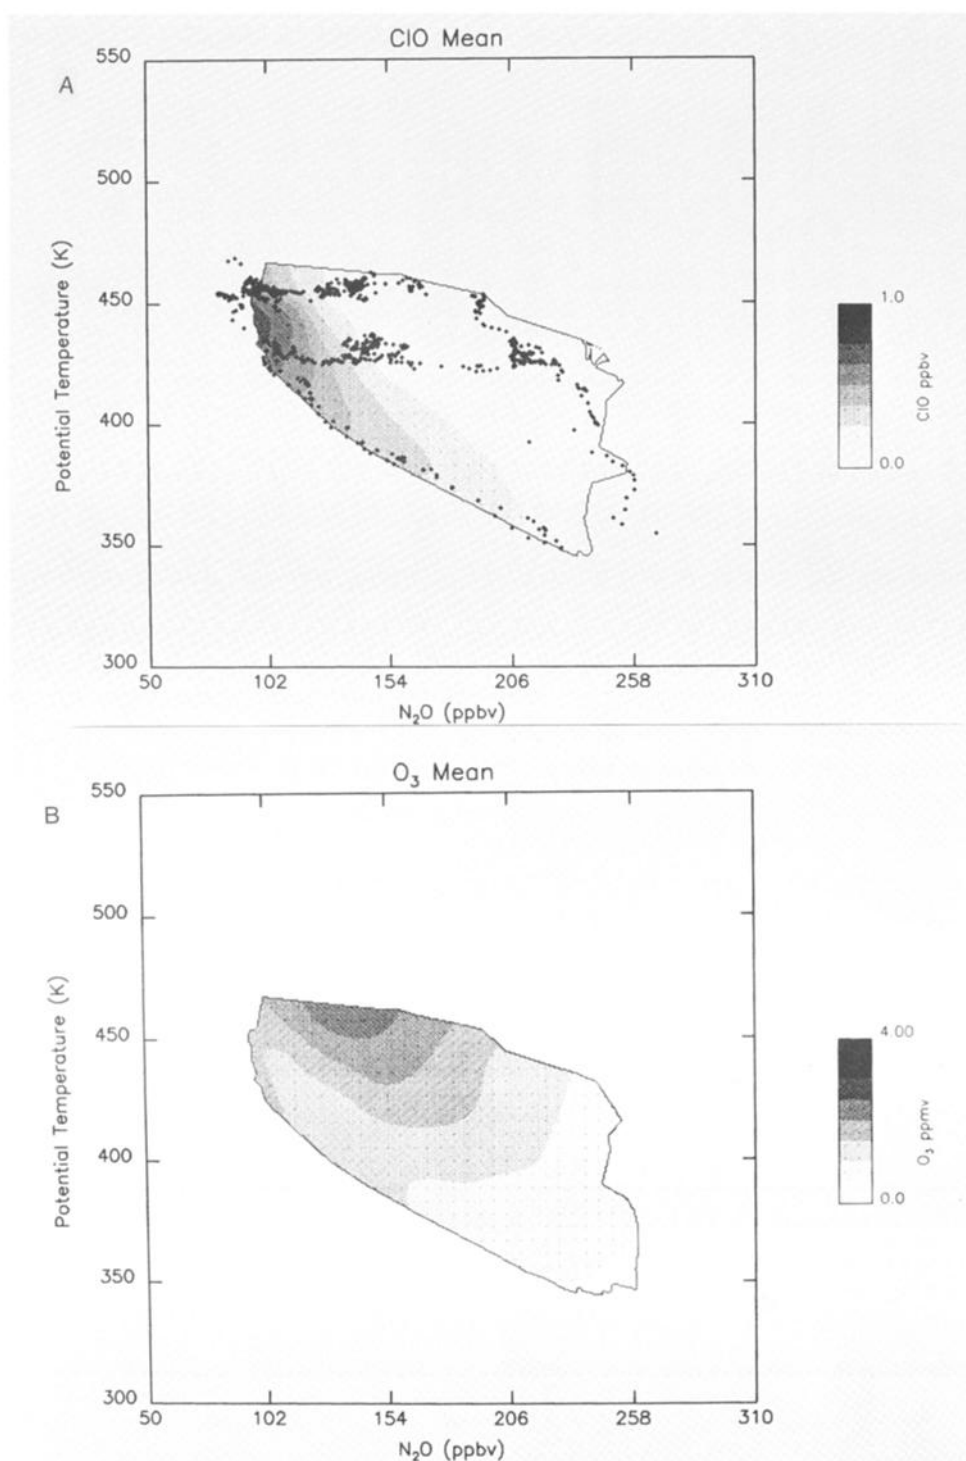 ClO Mean
A
550
500
450
400
350
300
Potential Temperature (K)
50 102 154 206 258 310
N₂O (ppbv)
1.0
0.0
ClO ppbv
O₃ Mean
B
550
500
450
400
350
300
Potential Temperature (K)
50 102 154 206 258 310
N₂O (ppbv)
4.00
0.0
O₃ ppmv